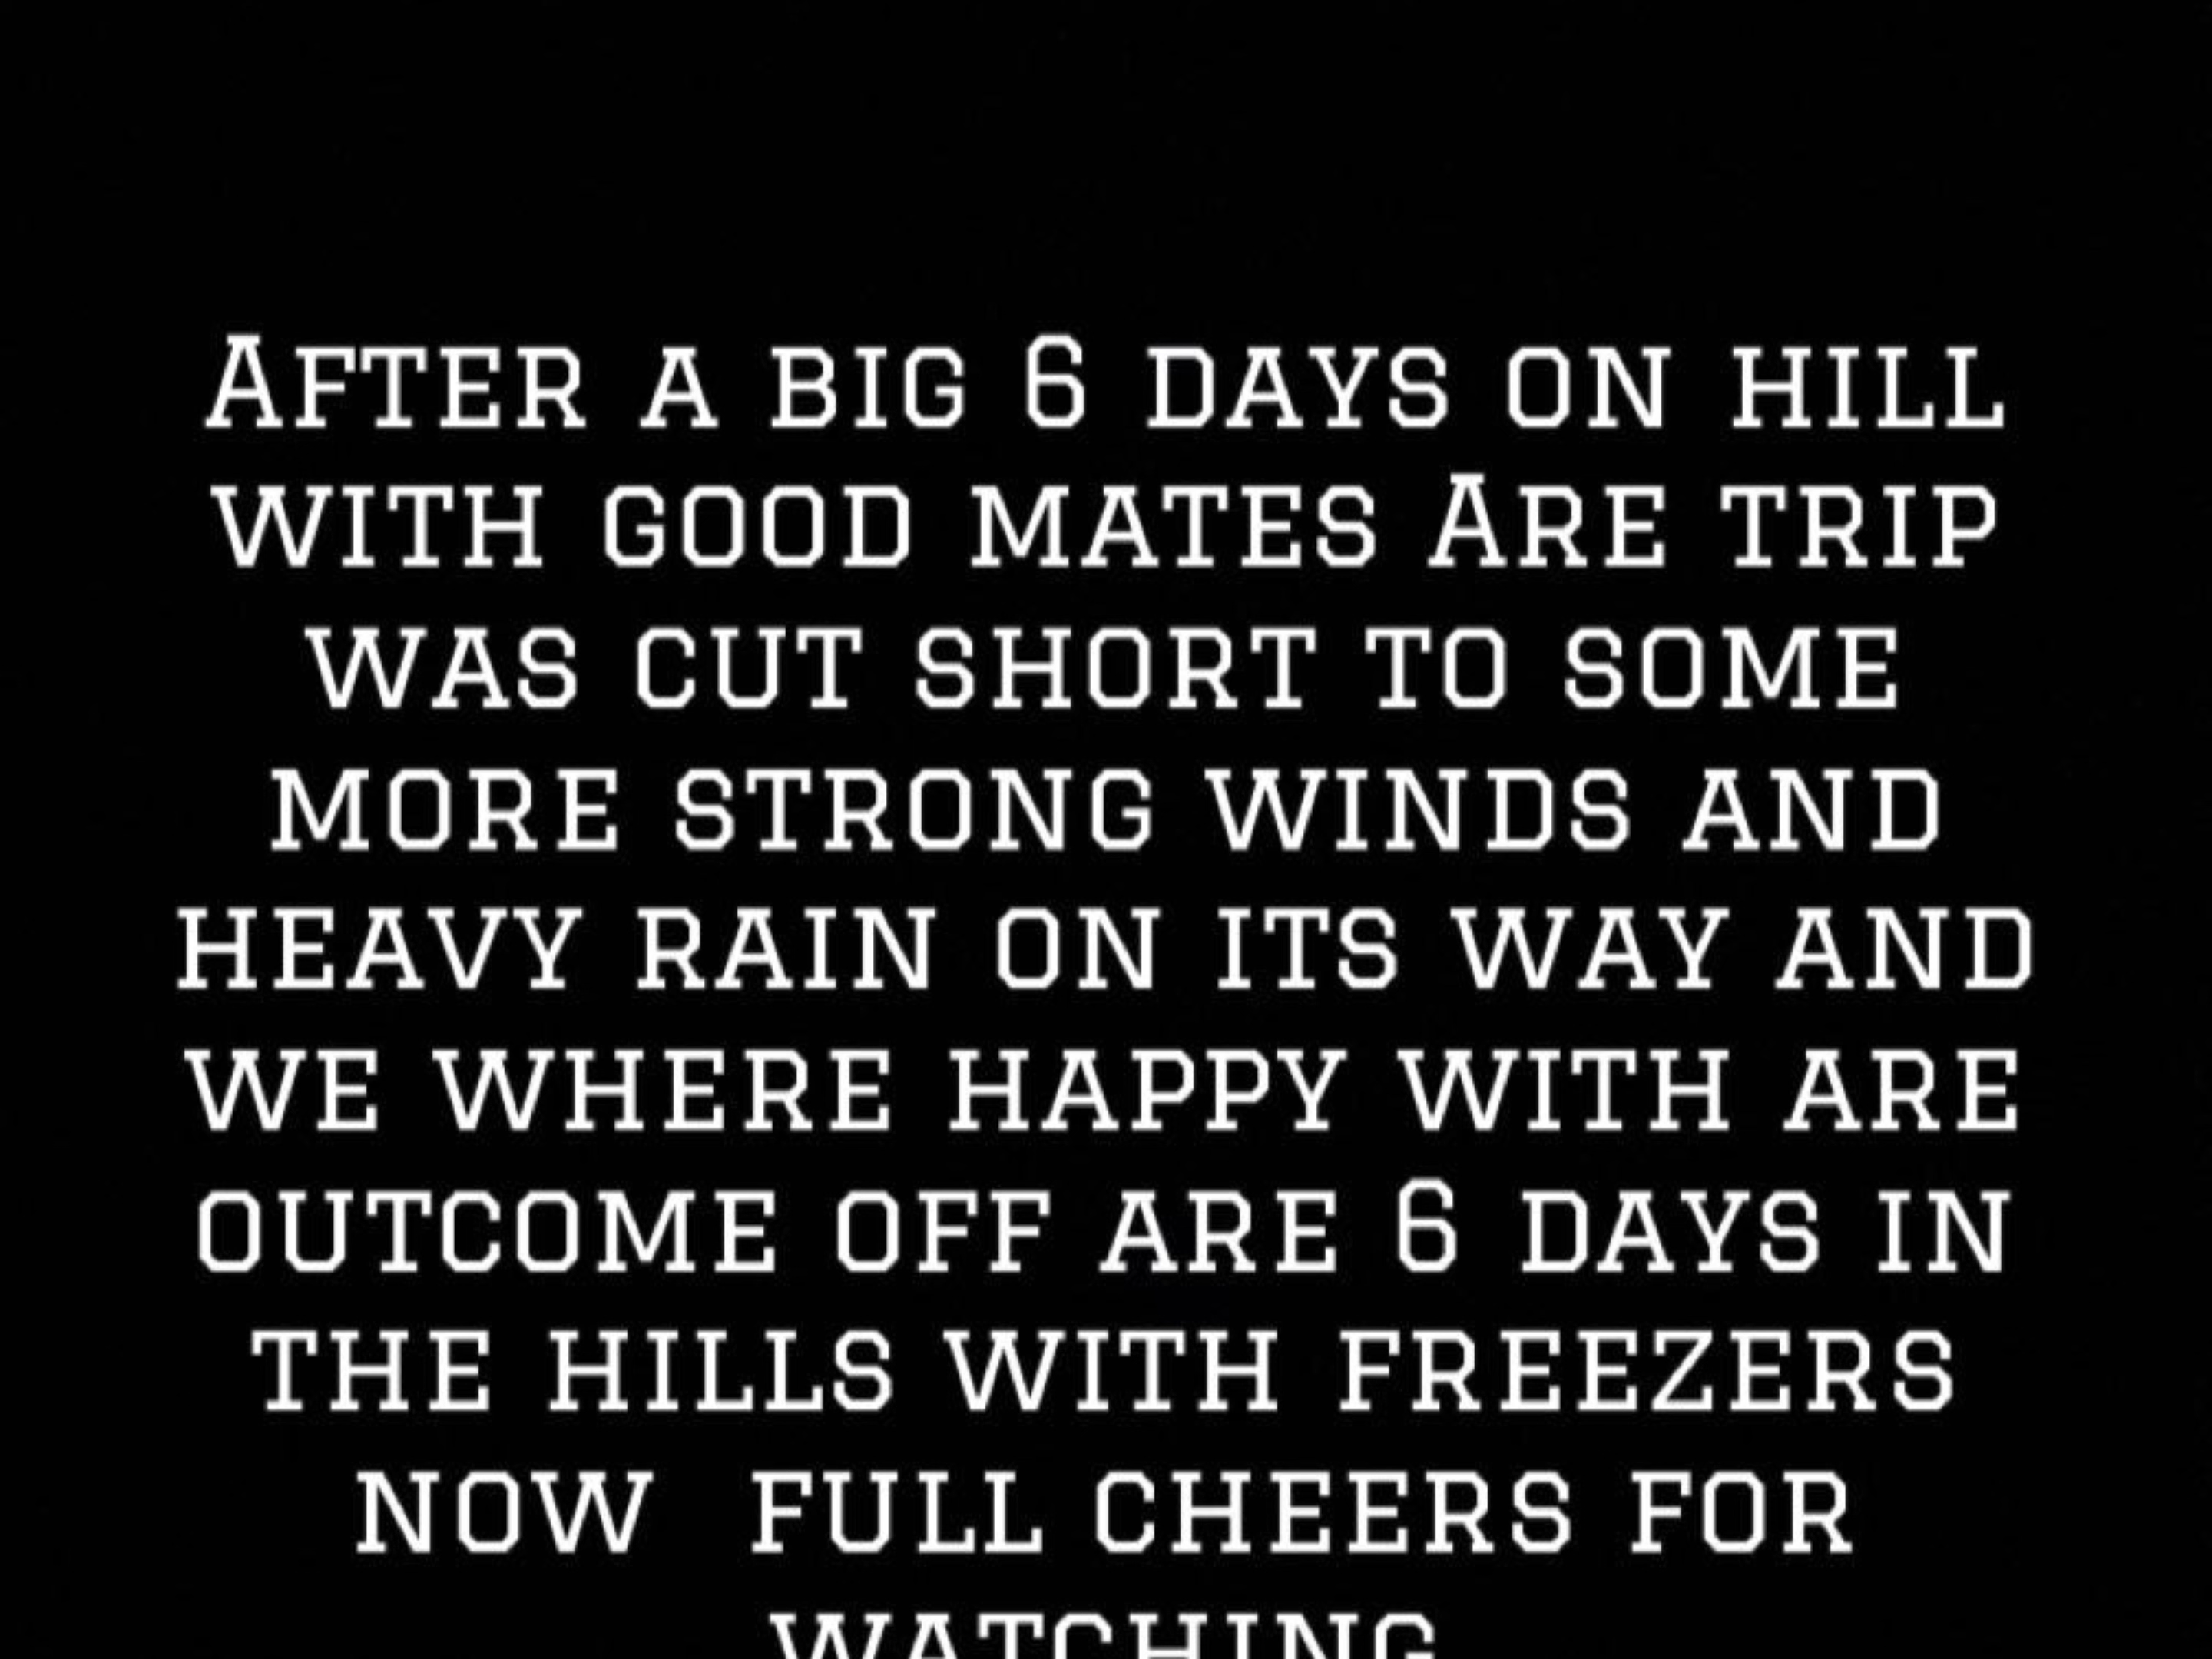 After a big 6 days on hill
with good mates Are trip
was cut short to some
more strong winds and
heavy rain on its way and
we where happy with are
outcome off are 6 days in
the hills with freezers
now  full cheers for
watching